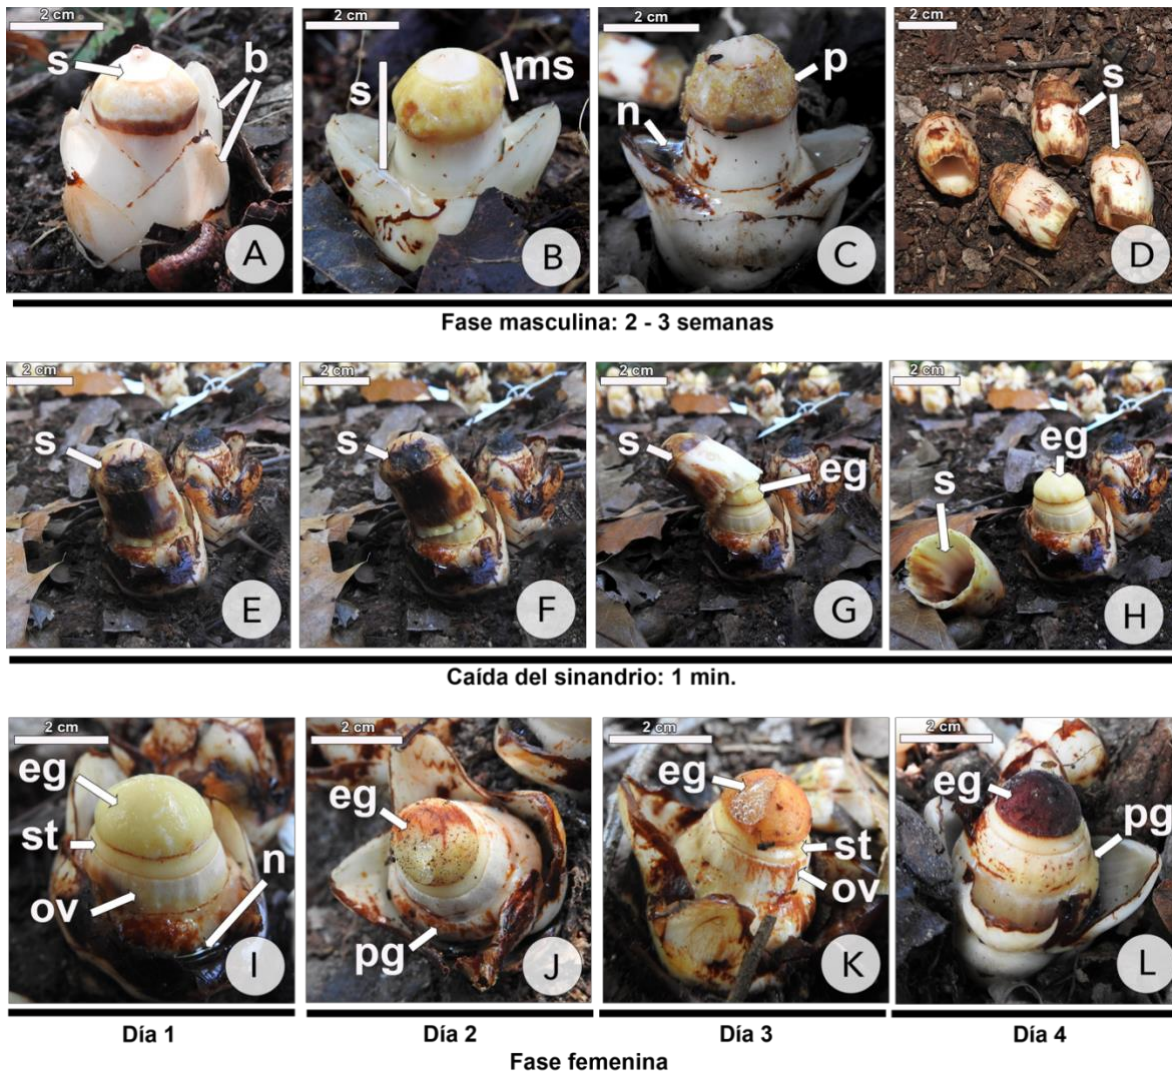 2 cm 2 cm 2 cm 2 cm
s b s ms n p s
A B C D
Fase masculina: 2 - 3 semanas
2 cm 2 cm 2 cm 2 cm
s s s eg s eg
E F G H
Caída del sinandrio: 1 min.
2 cm 2 cm 2 cm 2 cm
eg st ov n eg pg eg st ov eg pg
I J K L
Día 1 Día 2 Día 3 Día 4
Fase femenina